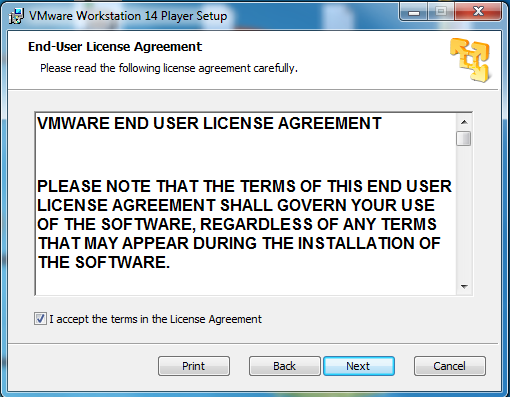 VMware Workstation 14 Player Setup
End-User License Agreement
Please read the following license agreement carefully.
VMWARE END USER LICENSE AGREEMENT
PLEASE NOTE THAT THE TERMS OF THIS END USER
LICENSE AGREEMENT SHALL GOVERN YOUR USE
OF THE SOFTWARE, REGARDLESS OF ANY TERMS
THAT MAY APPEAR DURING THE INSTALLATION OF
THE SOFTWARE.
I accept the terms in the License Agreement
Print Back Next Cancel